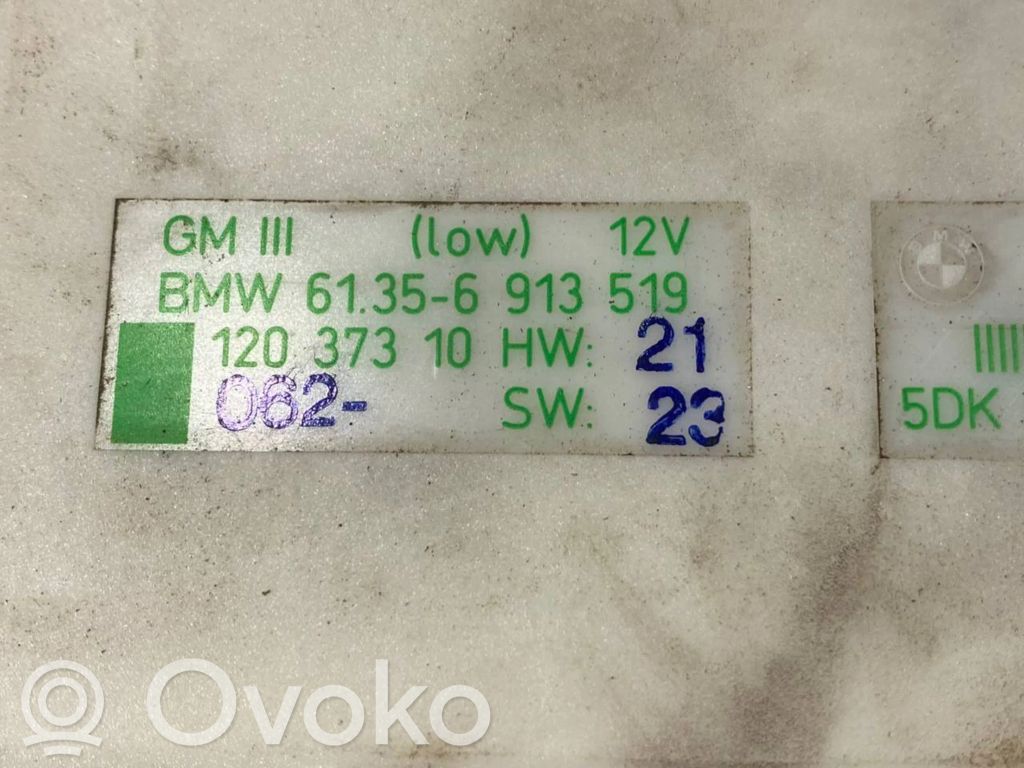 GM III (low) 12V
BMW 61.35-6 913 519
120 373 10 HW: 21
062- SW: 23
BMW
5DK
Ovoko